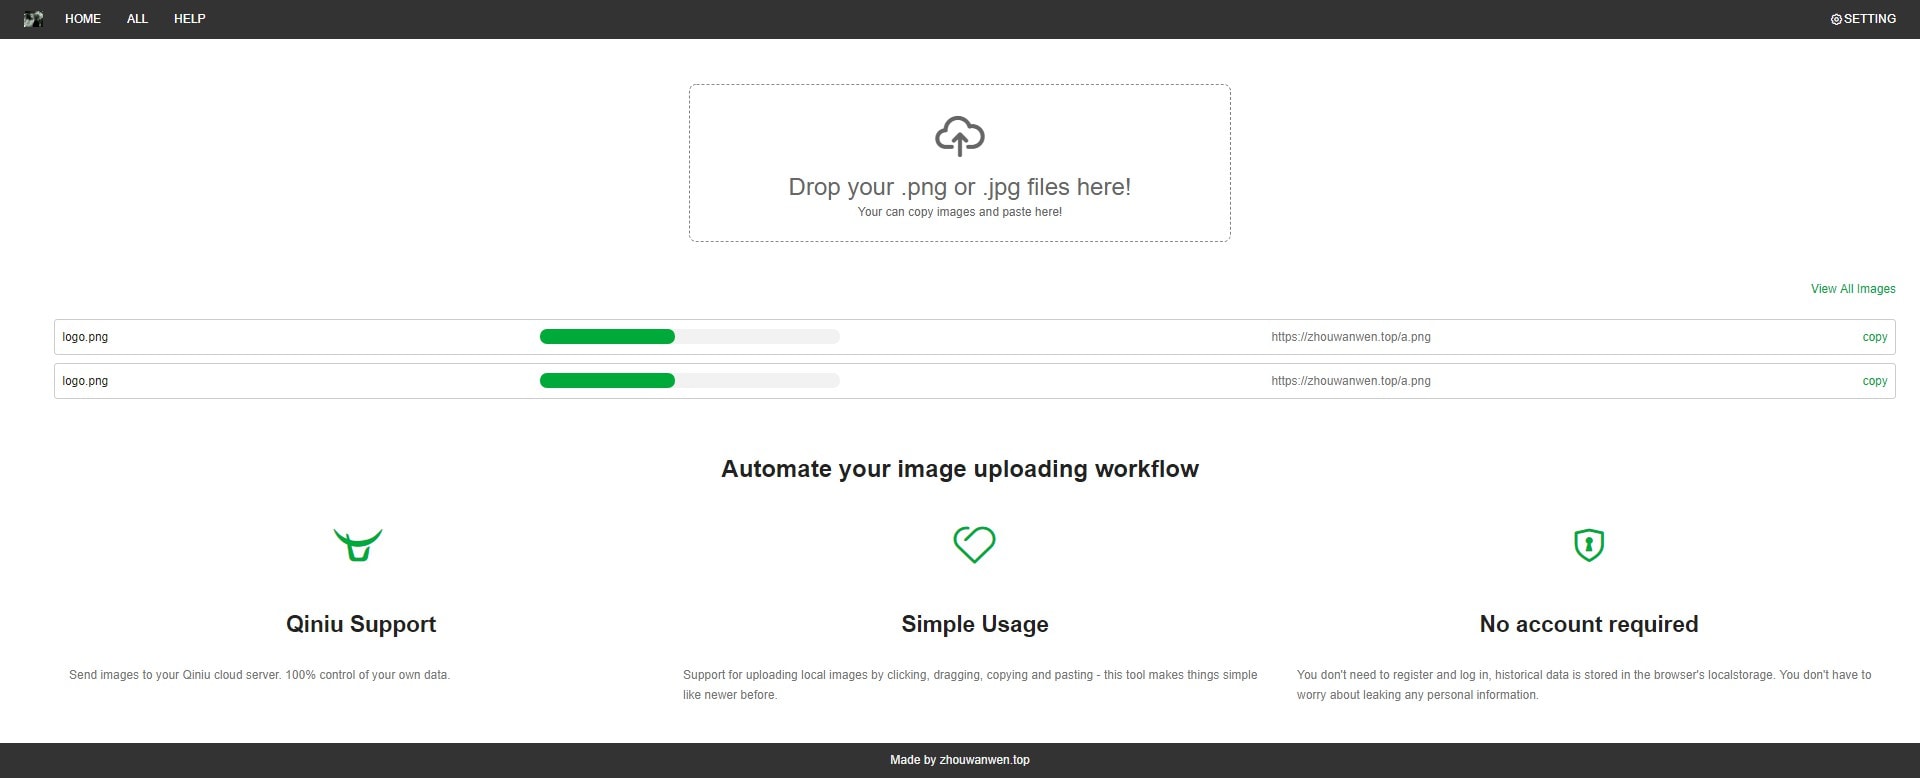 HOME ALL HELP SETTING
Drop your .png or .jpg files here!
Your can copy images and paste here!
View All Images
logo.png https://zhouwanwen.top/a.png copy
logo.png https://zhouwanwen.top/a.png copy
Automate your image uploading workflow
Qiniu Support
Send images to your Qiniu cloud server. 100% control of your own data.
Simple Usage
Support for uploading local images by clicking, dragging, copying and pasting - this tool makes things simple
like newer before.
No account required
You don't need to register and log in, historical data is stored in the browser's localstorage. You don't have to
worry about leaking any personal information.
Made by zhouwanwen.top